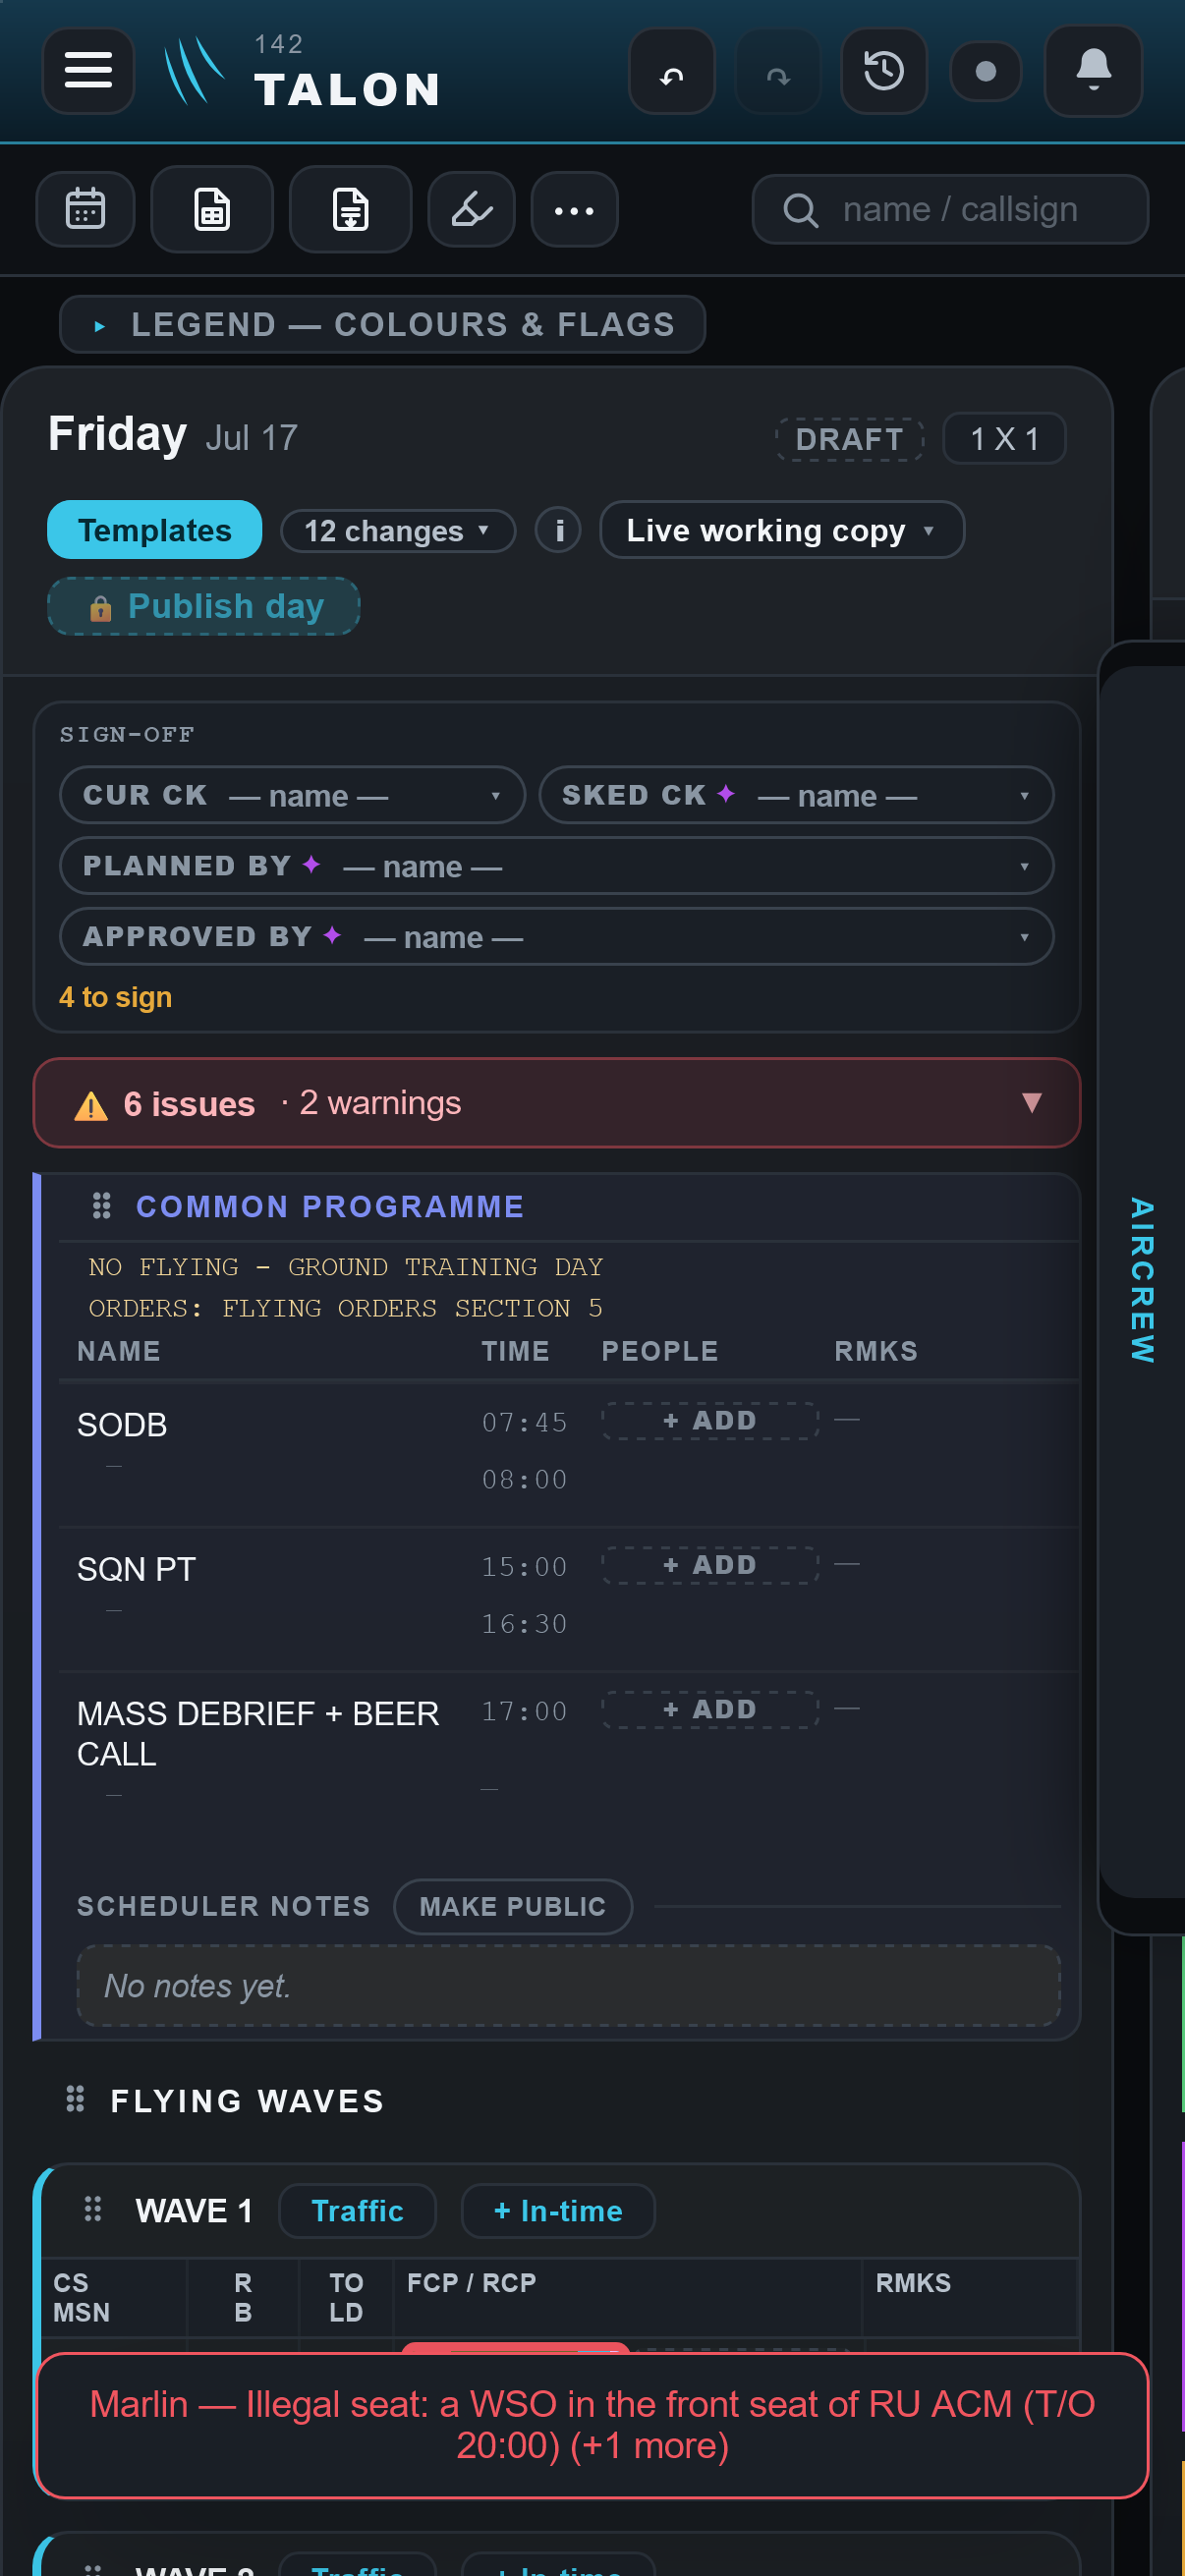 142
TALON
name / callsign
LEGEND — COLOURS & FLAGS
Friday Jul 17
DRAFT
1 X 1
Templates
12 changes
i
Live working copy
Publish day
SIGN-OFF
CUR CK — name —
SKED CK — name —
PLANNED BY — name —
APPROVED BY — name —
4 to sign
6 issues · 2 warnings
COMMON PROGRAMME
NO FLYING - GROUND TRAINING DAY
ORDERS: FLYING ORDERS SECTION 5
NAME TIME PEOPLE RMKS
SODB 07:45 + ADD —
— 08:00
SQN PT 15:00 + ADD —
— 16:30
MASS DEBRIEF + BEER 17:00 + ADD —
CALL
— —
SCHEDULER NOTES MAKE PUBLIC
No notes yet.
AIRCREW
FLYING WAVES
WAVE 1 Traffic + In-time
CS R TO FCP / RCP RMKS
MSN B LD
Marlin — Illegal seat: a WSO in the front seat of RU ACM (T/O
20:00) (+1 more)
WAVE 2 Traffic + In-time